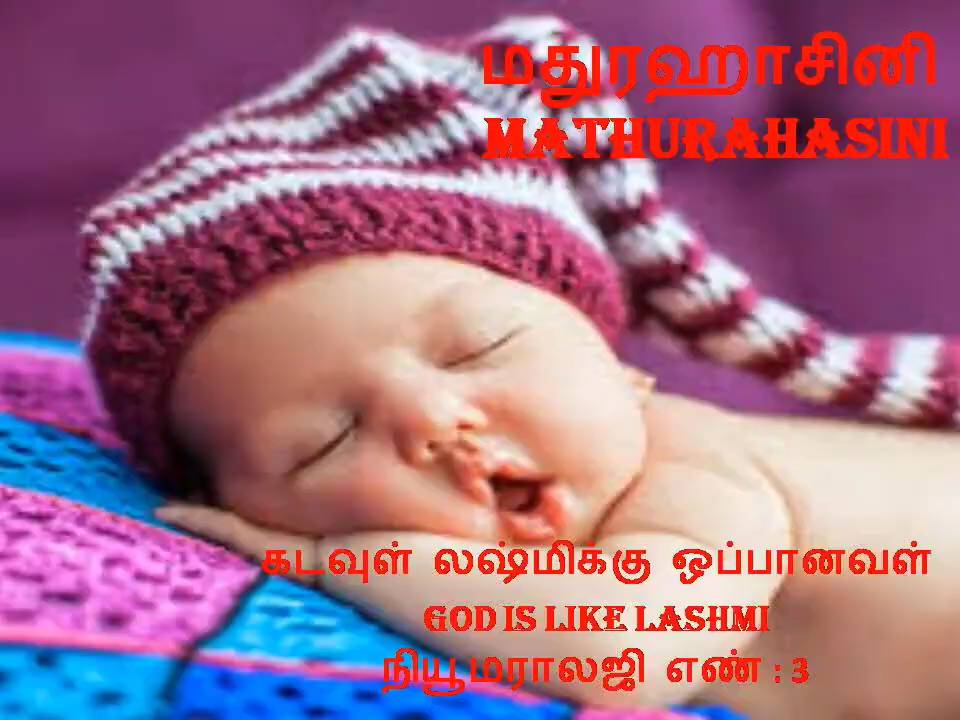 மதுரஹாசினி
MATHURAHASINI
கடவுள் லஷ்மிக்கு ஒப்பானவள்
GOD IS LIKE LASHMI
நியூமராலஜி எண் : 3